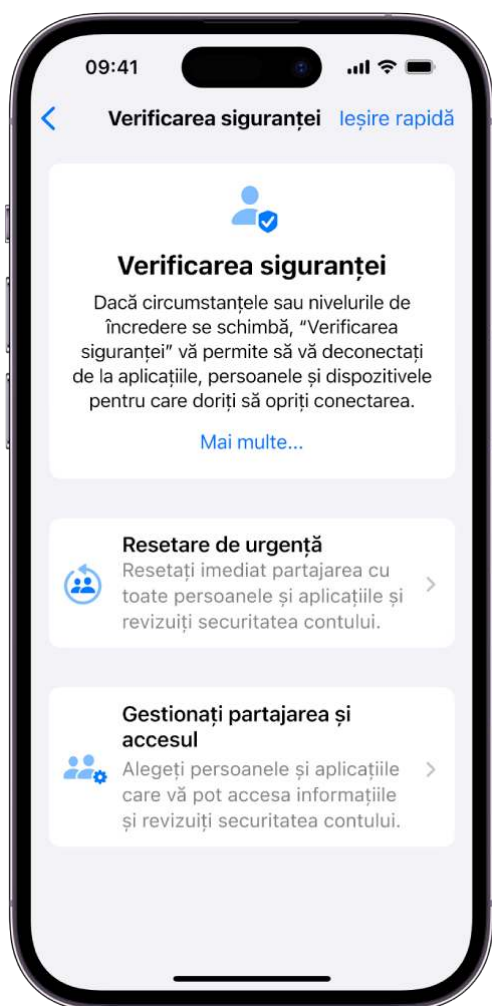 09:41
Verificarea siguranței Ieșire rapidă
Verificarea siguranței
Dacă circumstanțele sau nivelurile de
încredere se schimbă, “Verificarea
siguranței” vă permite să vă deconectați
de la aplicațiile, persoanele și dispozitivele
pentru care doriți să opriți conectarea.
Mai multe...
Resetare de urgență
Resetați imediat partajarea cu
toate persoanele și aplicațiile și
revizuiți securitatea contului.
Gestionați partajarea și
accesul
Alegeți persoanele și aplicațiile
care vă pot accesa informațiile
și revizuiți securitatea contului.